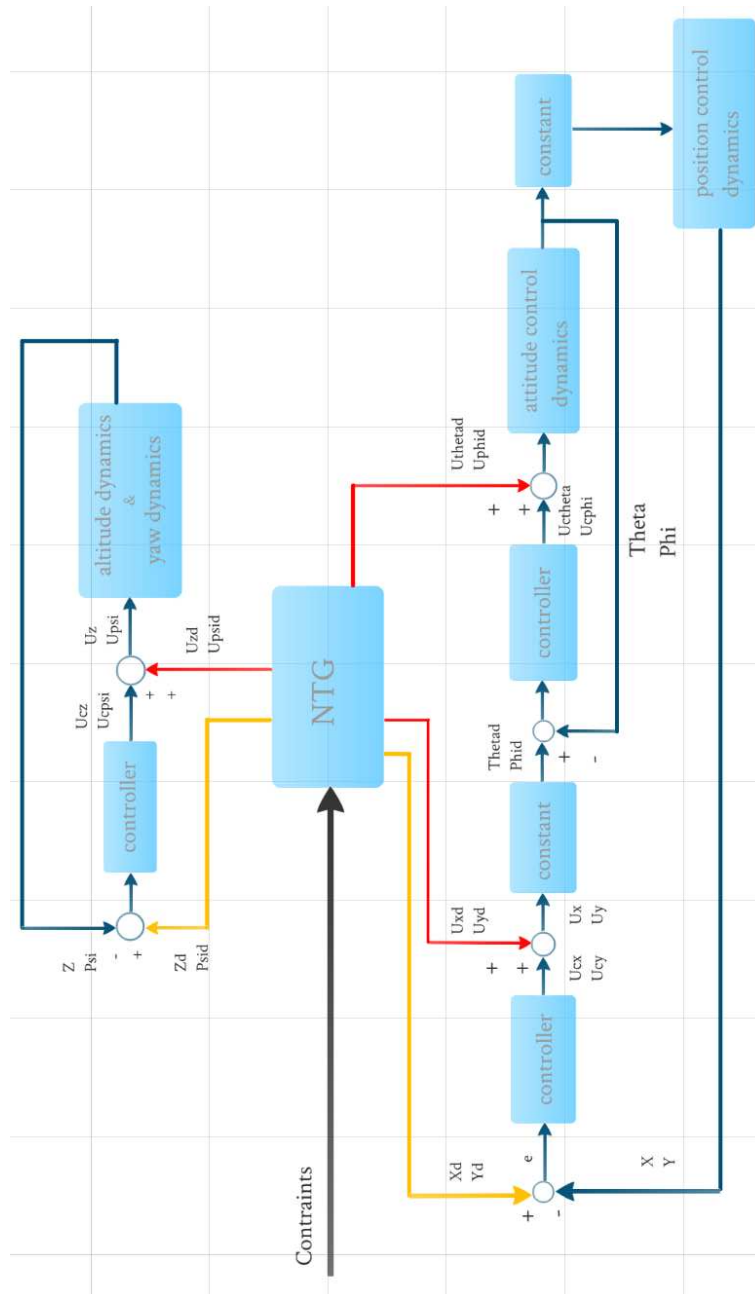 Z
Psi
-
+
Zd
Psid
controller
Ucz
Ucpsi
+
+
Uz
Upsi
Uzd
Upsid
altitude dynamics
&
yaw dynamics
Contraints
NTG
Xd
Yd
+
-
e
X
Y
controller
Uxd
Uyd
+
+
Ucx
Ucy
Ux
Uy
constant
Thetad
Phid
+
-
controller
Uthetad
Uphid
+
+
Uctheta
Ucphi
attitude control
dynamics
Theta
Phi
constant
position control
dynamics